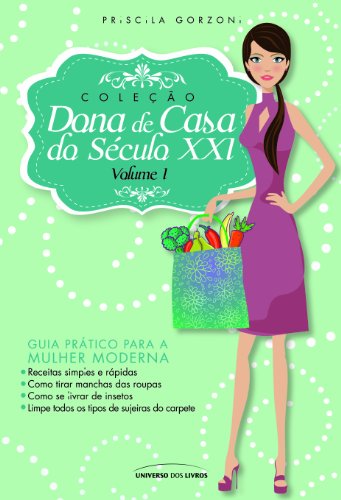 PRiSCiLA GORZONi
COLEÇÃO
Dona de Casa
do Século XXI
Volume 1
GUIA PRÁTICO PARA A
MULHER MODERNA
• Receitas simples e rápidas
• Como tirar manchas das roupas
• Como se livrar de insetos
• Limpe todos os tipos de sujeiras do carpete
UNIVERSO DOS LIVROS